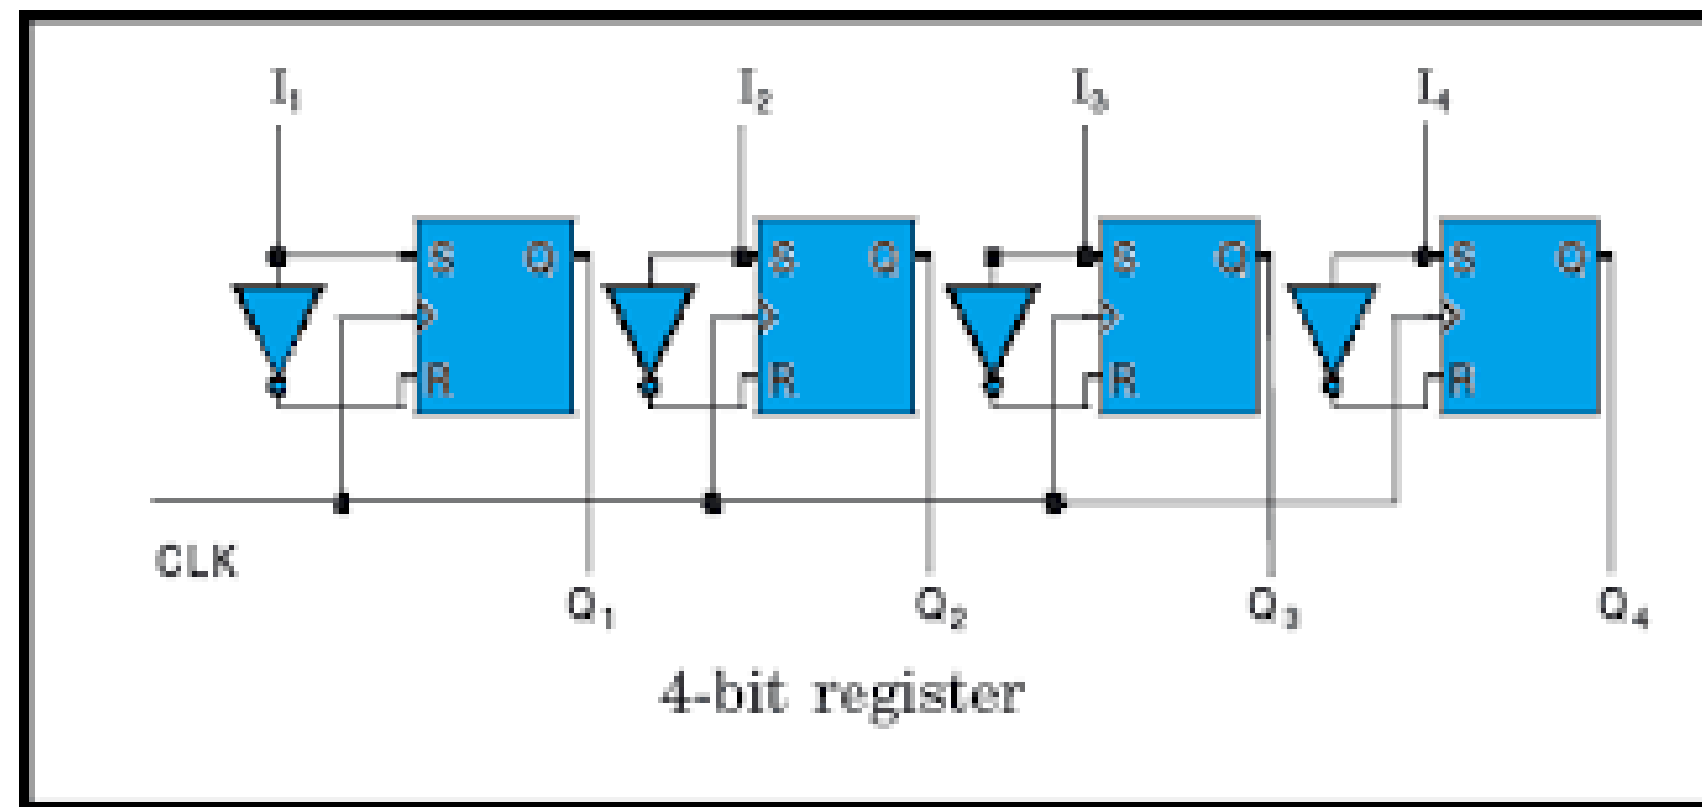 I₁ I₂ I₃ I₄
S Q S Q S Q S Q
R R R R
CLK
Q₁ Q₂ Q₃ Q₄
4-bit register